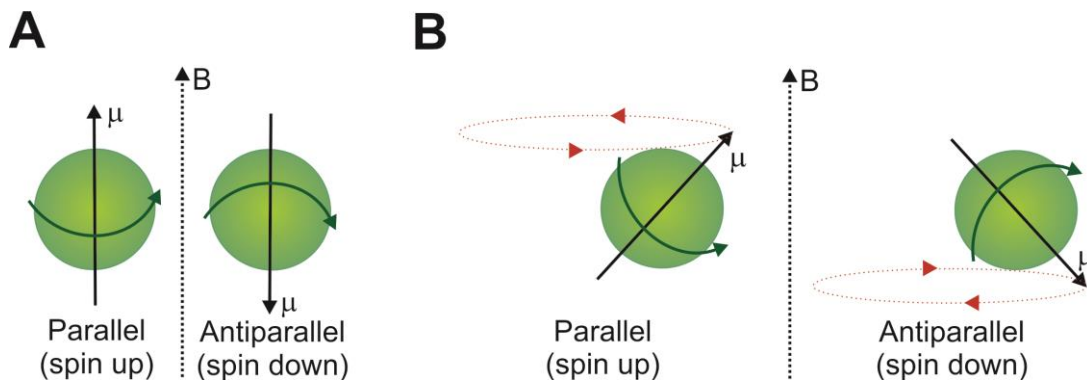 A
B
B
B
μ
μ
μ
μ
Parallel
(spin up)
Antiparallel
(spin down)
Parallel
(spin up)
Antiparallel
(spin down)